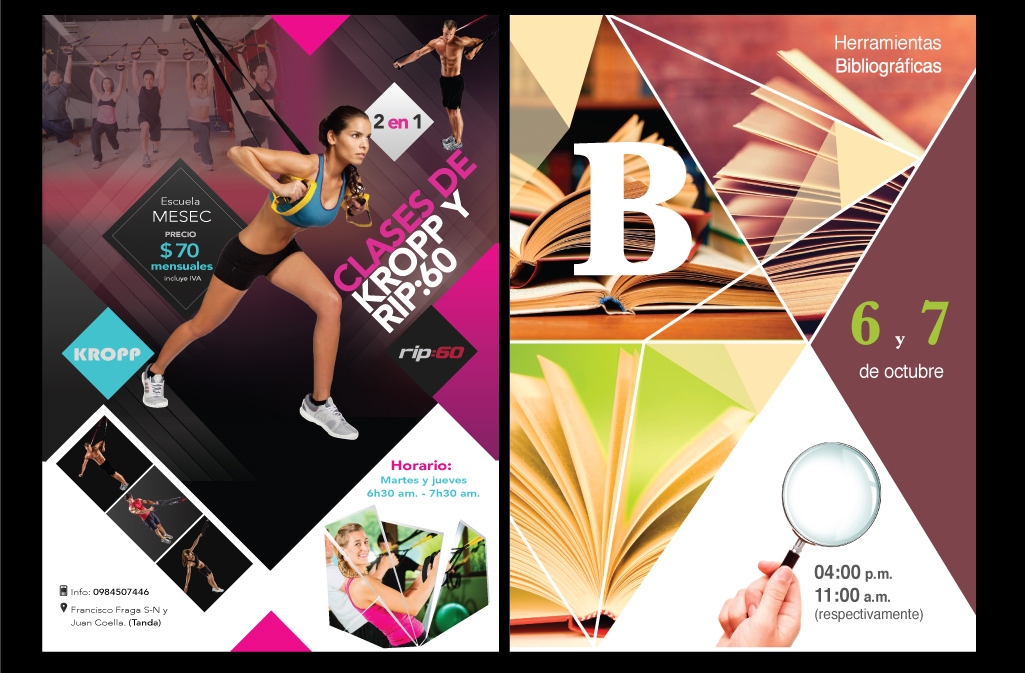 2 en 1
CLASES DE
KROPP Y
RIP:60
Escuela
MESEC
PRECIO
$ 70
mensuales
incluye IVA
KROPP
rip:60
Horario:
Martes y jueves
6h30 am. - 7h30 am.
Info: 0984507446
Francisco Fraga S-N y
Juan Coella. (Tanda)
Herramientas
Bibliográficas
B
6 y 7
de octubre
04:00 p.m.
11:00 a.m.
(respectivamente)